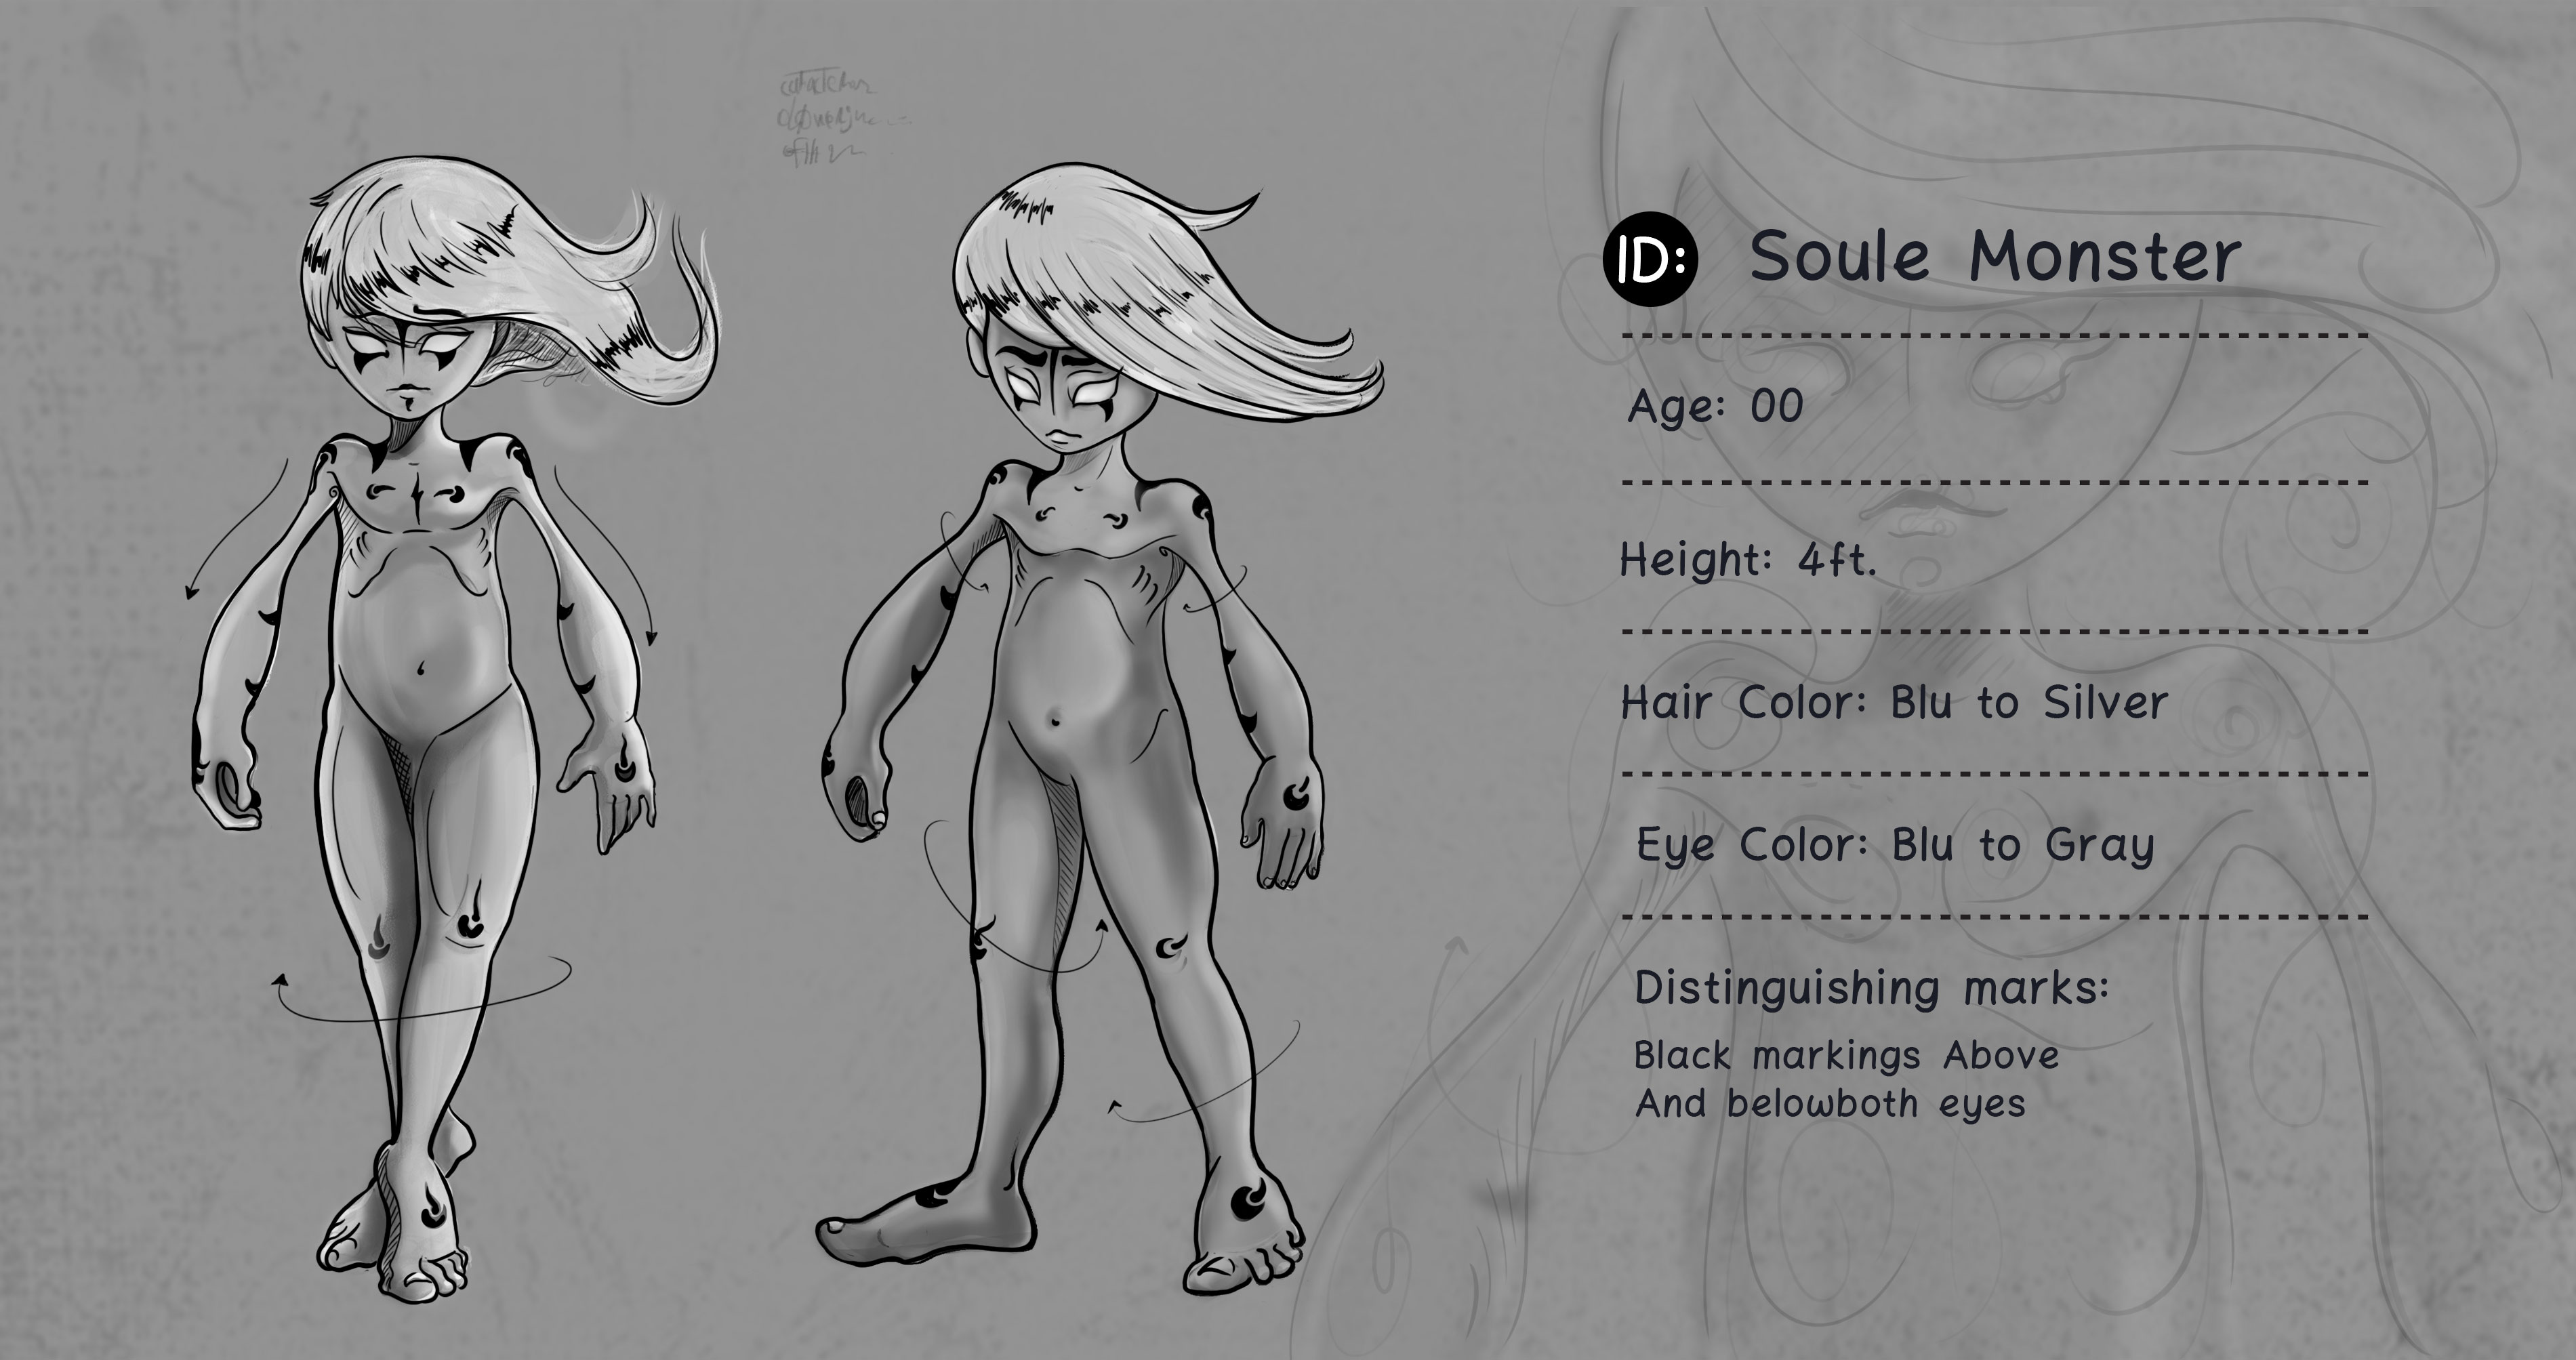 ID: Soule Monster
Age: 00
Height: 4ft.
Hair Color: Blu to Silver
Eye Color: Blu to Gray
Distinguishing marks:
Black markings Above
And belowboth eyes